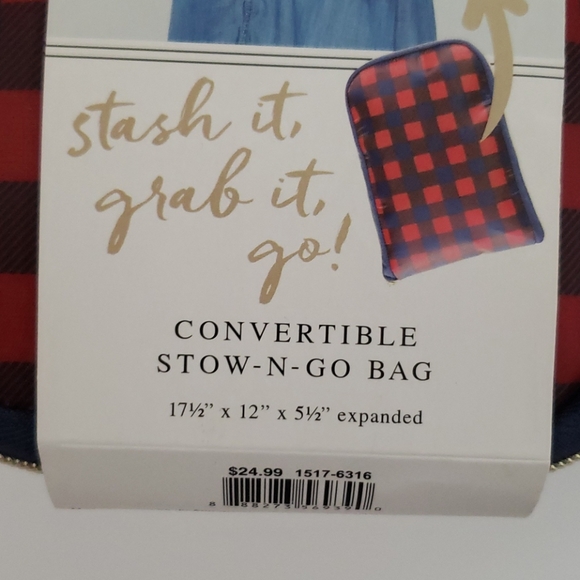 stash it,
grab it,
go!
CONVERTIBLE
STOW-N-GO BAG
17½” x 12” x 5½” expanded
$24.99 1517-6316